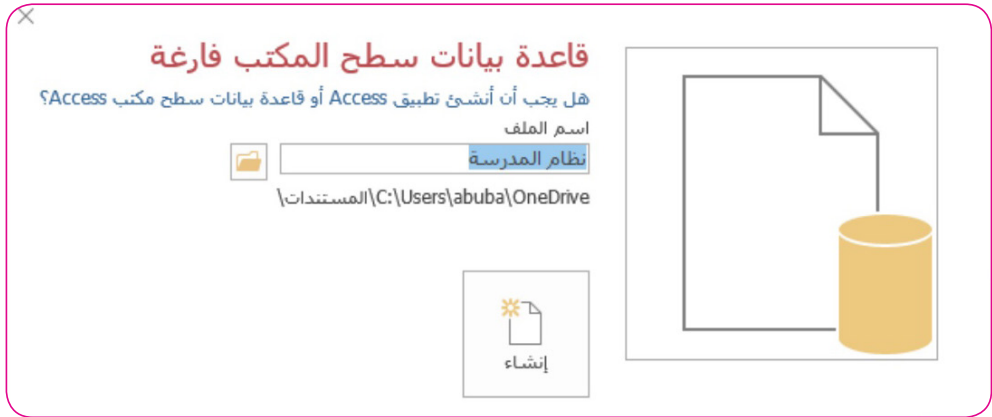 قاعدة بيانات سطح المكتب فارغة
هل يجب أن أنشئ تطبيق Access أو قاعدة بيانات سطح مكتب Access؟
اسم الملف
نظام المدرسة
C:\Users\abuba\OneDrive\المستندات\
إنشاء